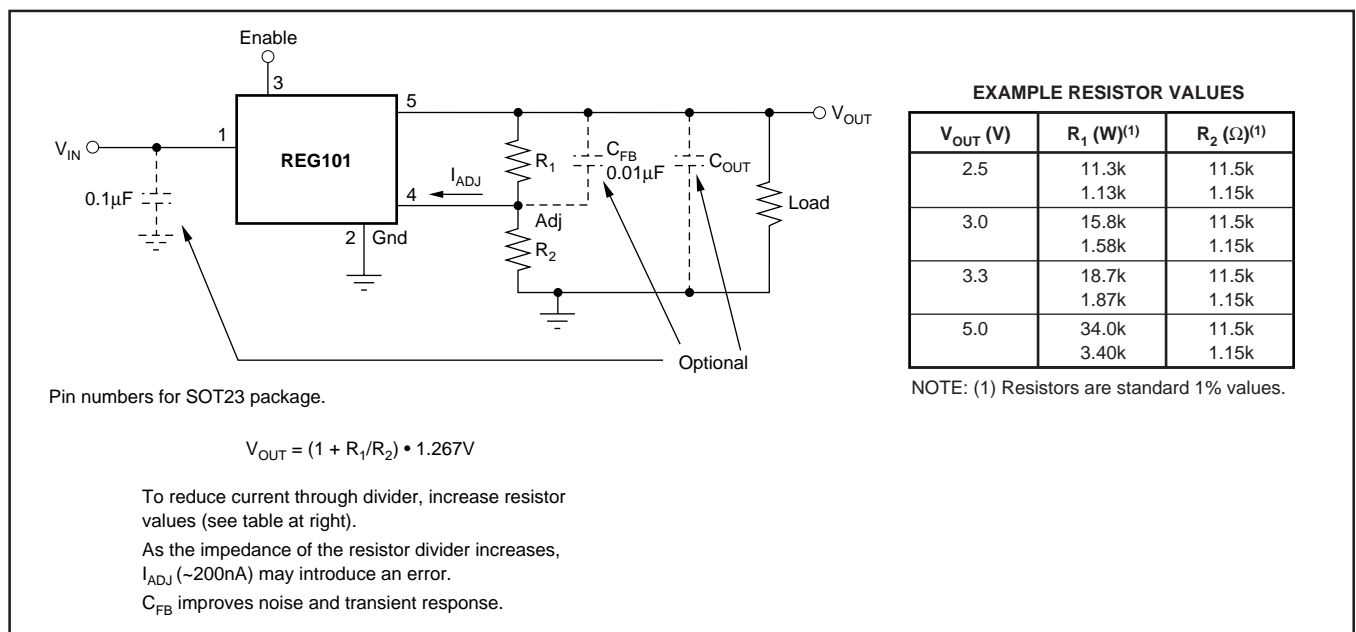 Enable
3
5
V_OUT
1
V_IN
REG101
R_1
C_FB
0.01µF
C_OUT
I_ADJ
0.1µF
4
Load
Adj
2 Gnd
R_2
Optional
Pin numbers for SOT23 package.
V_OUT = (1 + R_1/R_2) • 1.267V
To reduce current through divider, increase resistor
values (see table at right).
As the impedance of the resistor divider increases,
I_ADJ (~200nA) may introduce an error.
C_FB improves noise and transient response.
EXAMPLE RESISTOR VALUES
V_OUT (V) R_1 (W)(1) R_2 (Ω)(1)
2.5 11.3k 11.5k
1.13k 1.15k
3.0 15.8k 11.5k
1.58k 1.15k
3.3 18.7k 11.5k
1.87k 1.15k
5.0 34.0k 11.5k
3.40k 1.15k
NOTE: (1) Resistors are standard 1% values.